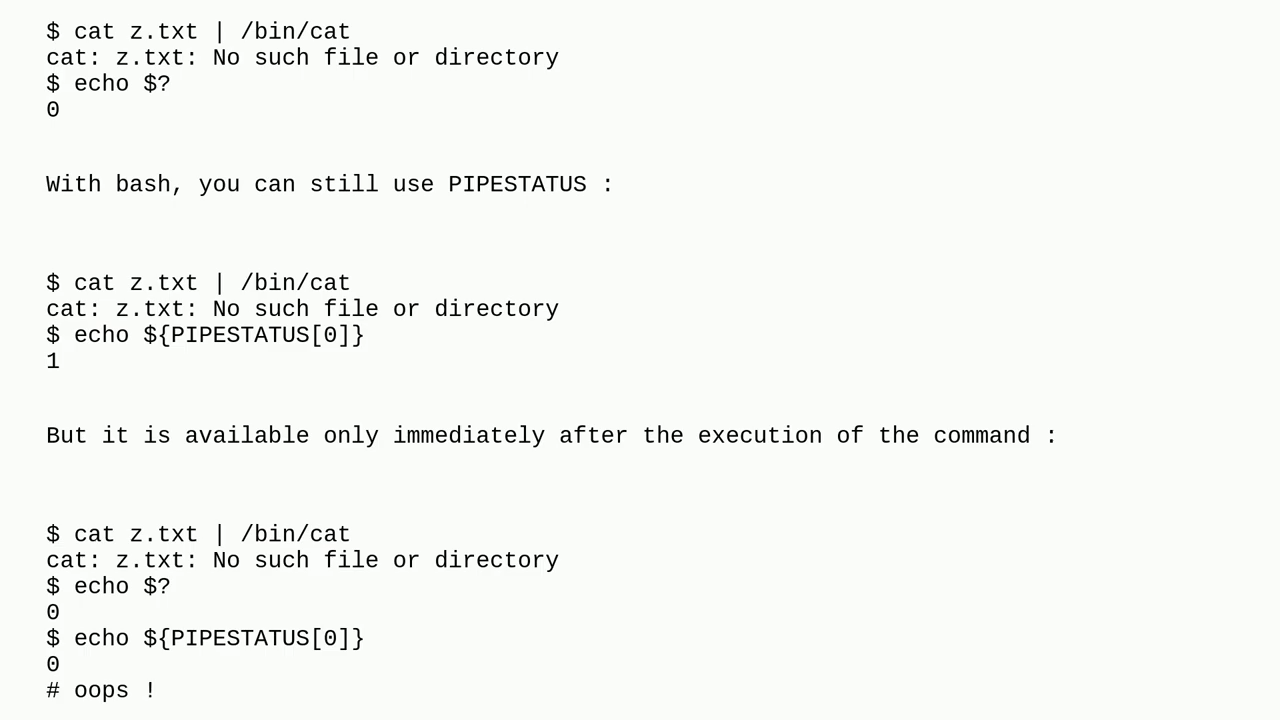 $ cat z.txt | /bin/cat
cat: z.txt: No such file or directory
$ echo $?
0
With bash, you can still use PIPESTATUS :
$ cat z.txt | /bin/cat
cat: z.txt: No such file or directory
$ echo ${PIPESTATUS[0]}
1
But it is available only immediately after the execution of the command :
$ cat z.txt | /bin/cat
cat: z.txt: No such file or directory
$ echo $?
0
$ echo ${PIPESTATUS[0]}
0
# oops !